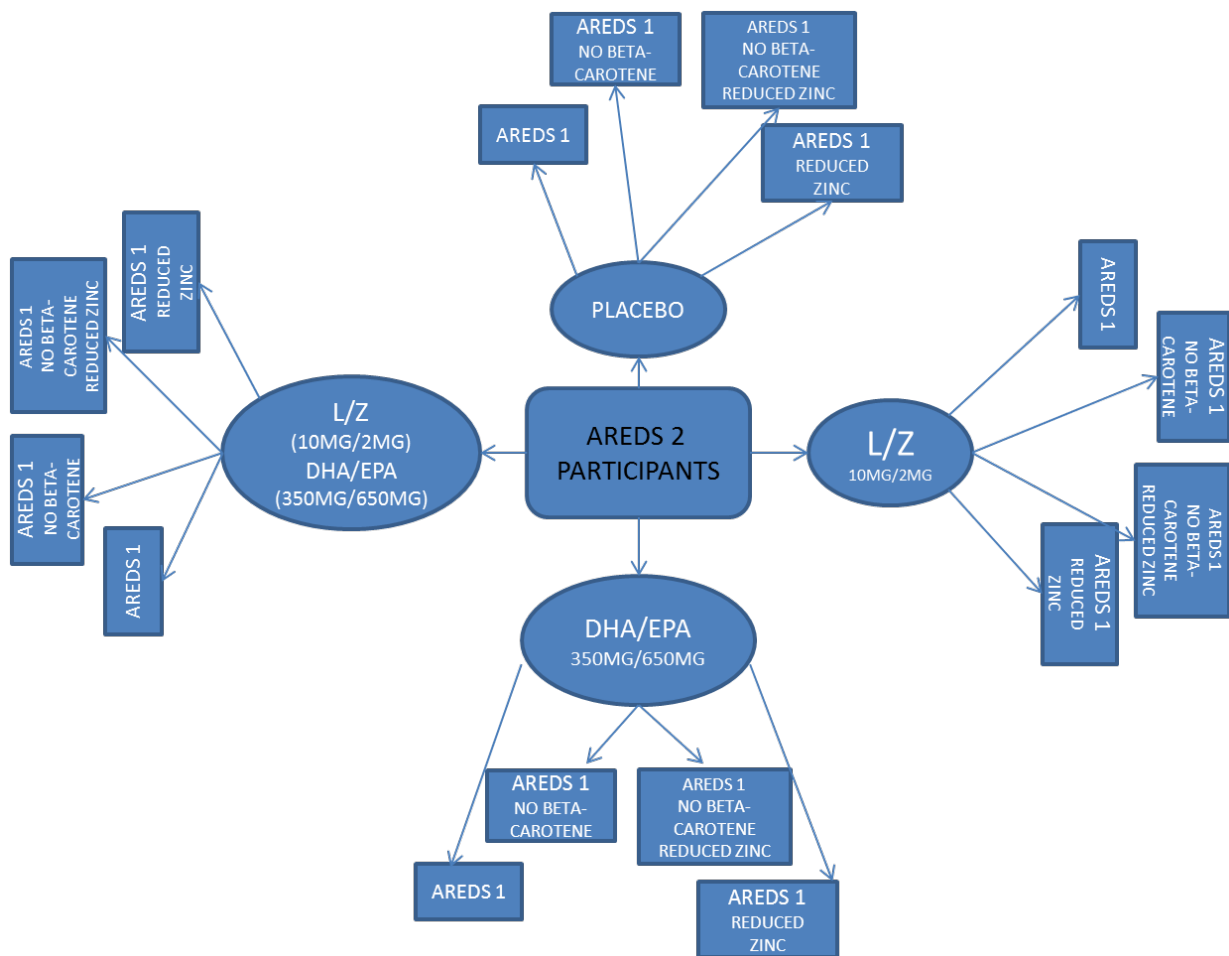 AREDS 1
NO BETA-
CAROTENE
AREDS 1
NO BETA-
CAROTENE
REDUCED ZINC
AREDS 1
AREDS 1
REDUCED
ZINC
PLACEBO
AREDS 1
REDUCED
ZINC
AREDS 1
NO BETA-
CAROTENE
REDUCED ZINC
AREDS 1
NO BETA-
CAROTENE
AREDS 1
L/Z
(10MG/2MG)
DHA/EPA
(350MG/650MG)
AREDS 2
PARTICIPANTS
L/Z
10MG/2MG
AREDS 1
AREDS 1
NO BETA-
CAROTENE
AREDS 1
NO BETA-
CAROTENE
REDUCED ZINC
AREDS 1
REDUCED
ZINC
DHA/EPA
350MG/650MG
AREDS 1
NO BETA-
CAROTENE
AREDS 1
NO BETA-
CAROTENE
REDUCED ZINC
AREDS 1
AREDS 1
REDUCED
ZINC